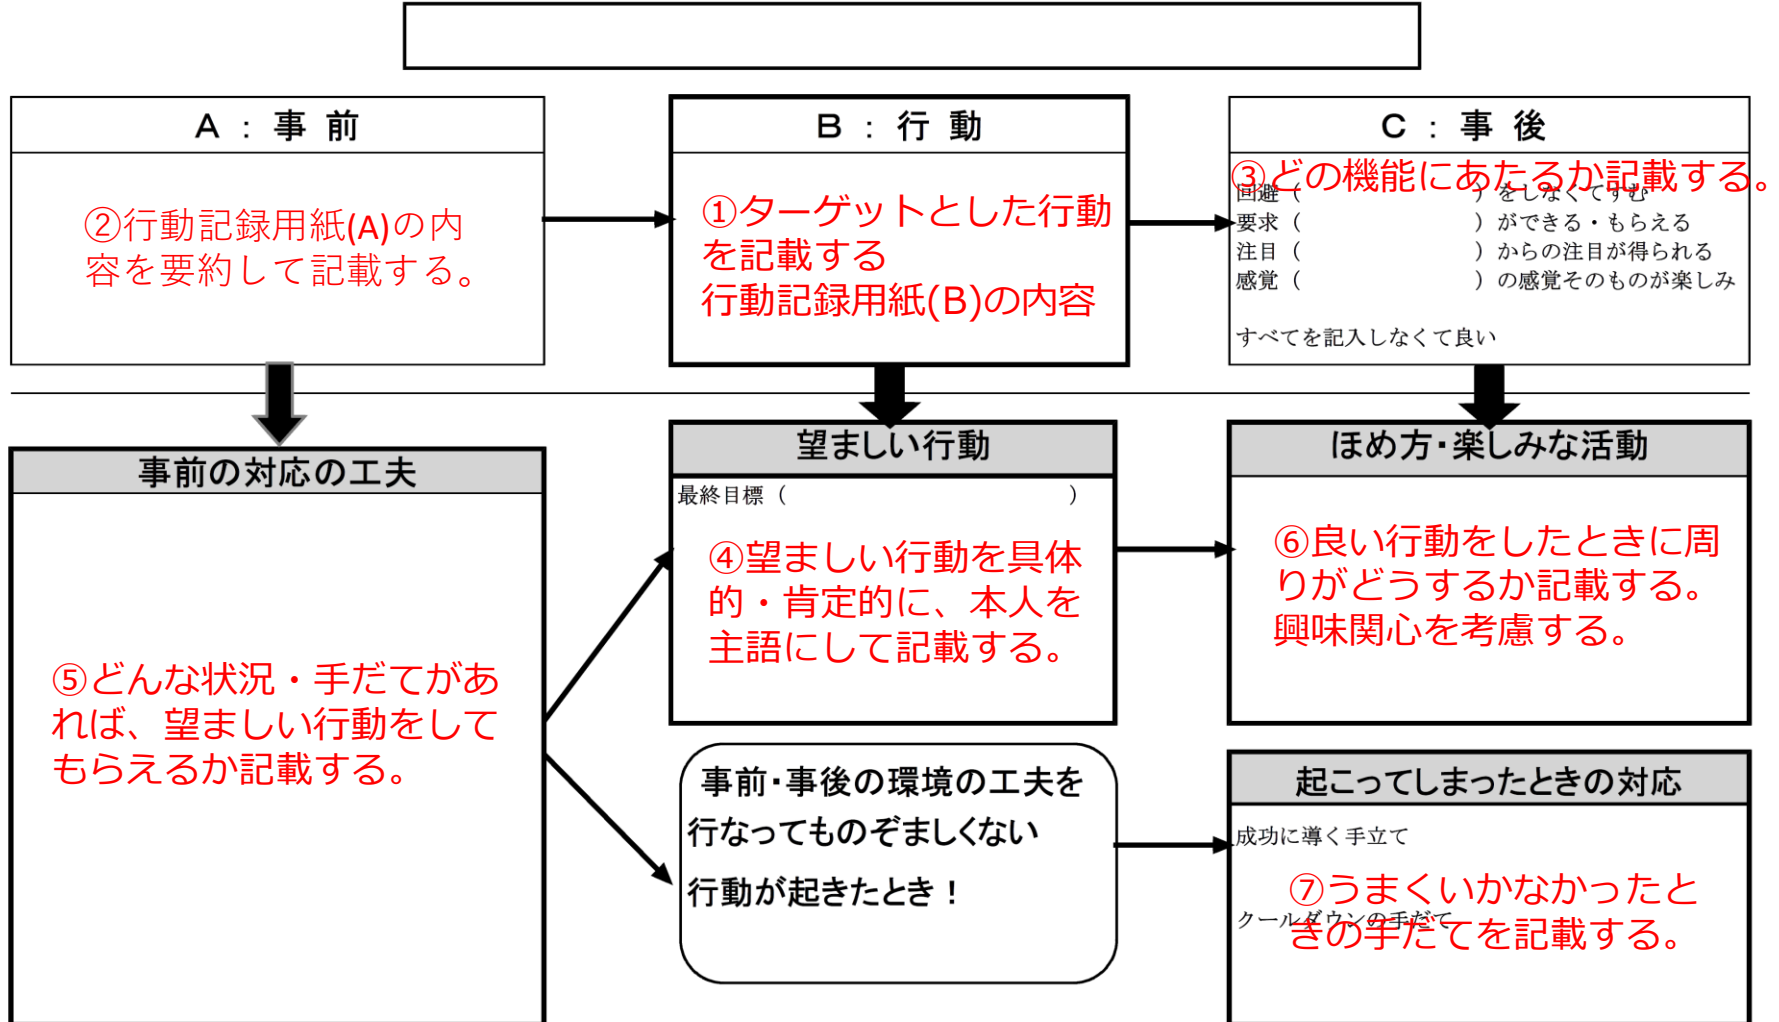 A：事 前
②行動記録用紙(A)の内
容を要約して記載する。
B：行 動
①ターゲットとした行動
を記載する
行動記録用紙(B)の内容
C：事 後
③どの機能にあたるか記載する。
回避（　　　　　　　　）をしなくてすむ
要求（　　　　　　　　）ができる・もらえる
注目（　　　　　　　　）からの注目が得られる
感覚（　　　　　　　　）の感覚そのものが楽しみ
すべてを記入しなくて良い
事前の対応の工夫
⑤どんな状況・手だてがあ
れば、望ましい行動をして
もらえるか記載する。
望ましい行動
最終目標（　　　　　　　　　　　　　）
④望ましい行動を具体
的・肯定的に、本人を
主語にして記載する。
ほめ方･楽しみな活動
⑥良い行動をしたときに周
りがどうするか記載する。
興味関心を考慮する。
事前･事後の環境の工夫を
行なってものぞましくない
行動が起きたとき！
起こってしまったときの対応
成功に導く手立て
⑦うまくいかなかったと
きの手だてを記載する。
クールダウンの手だて